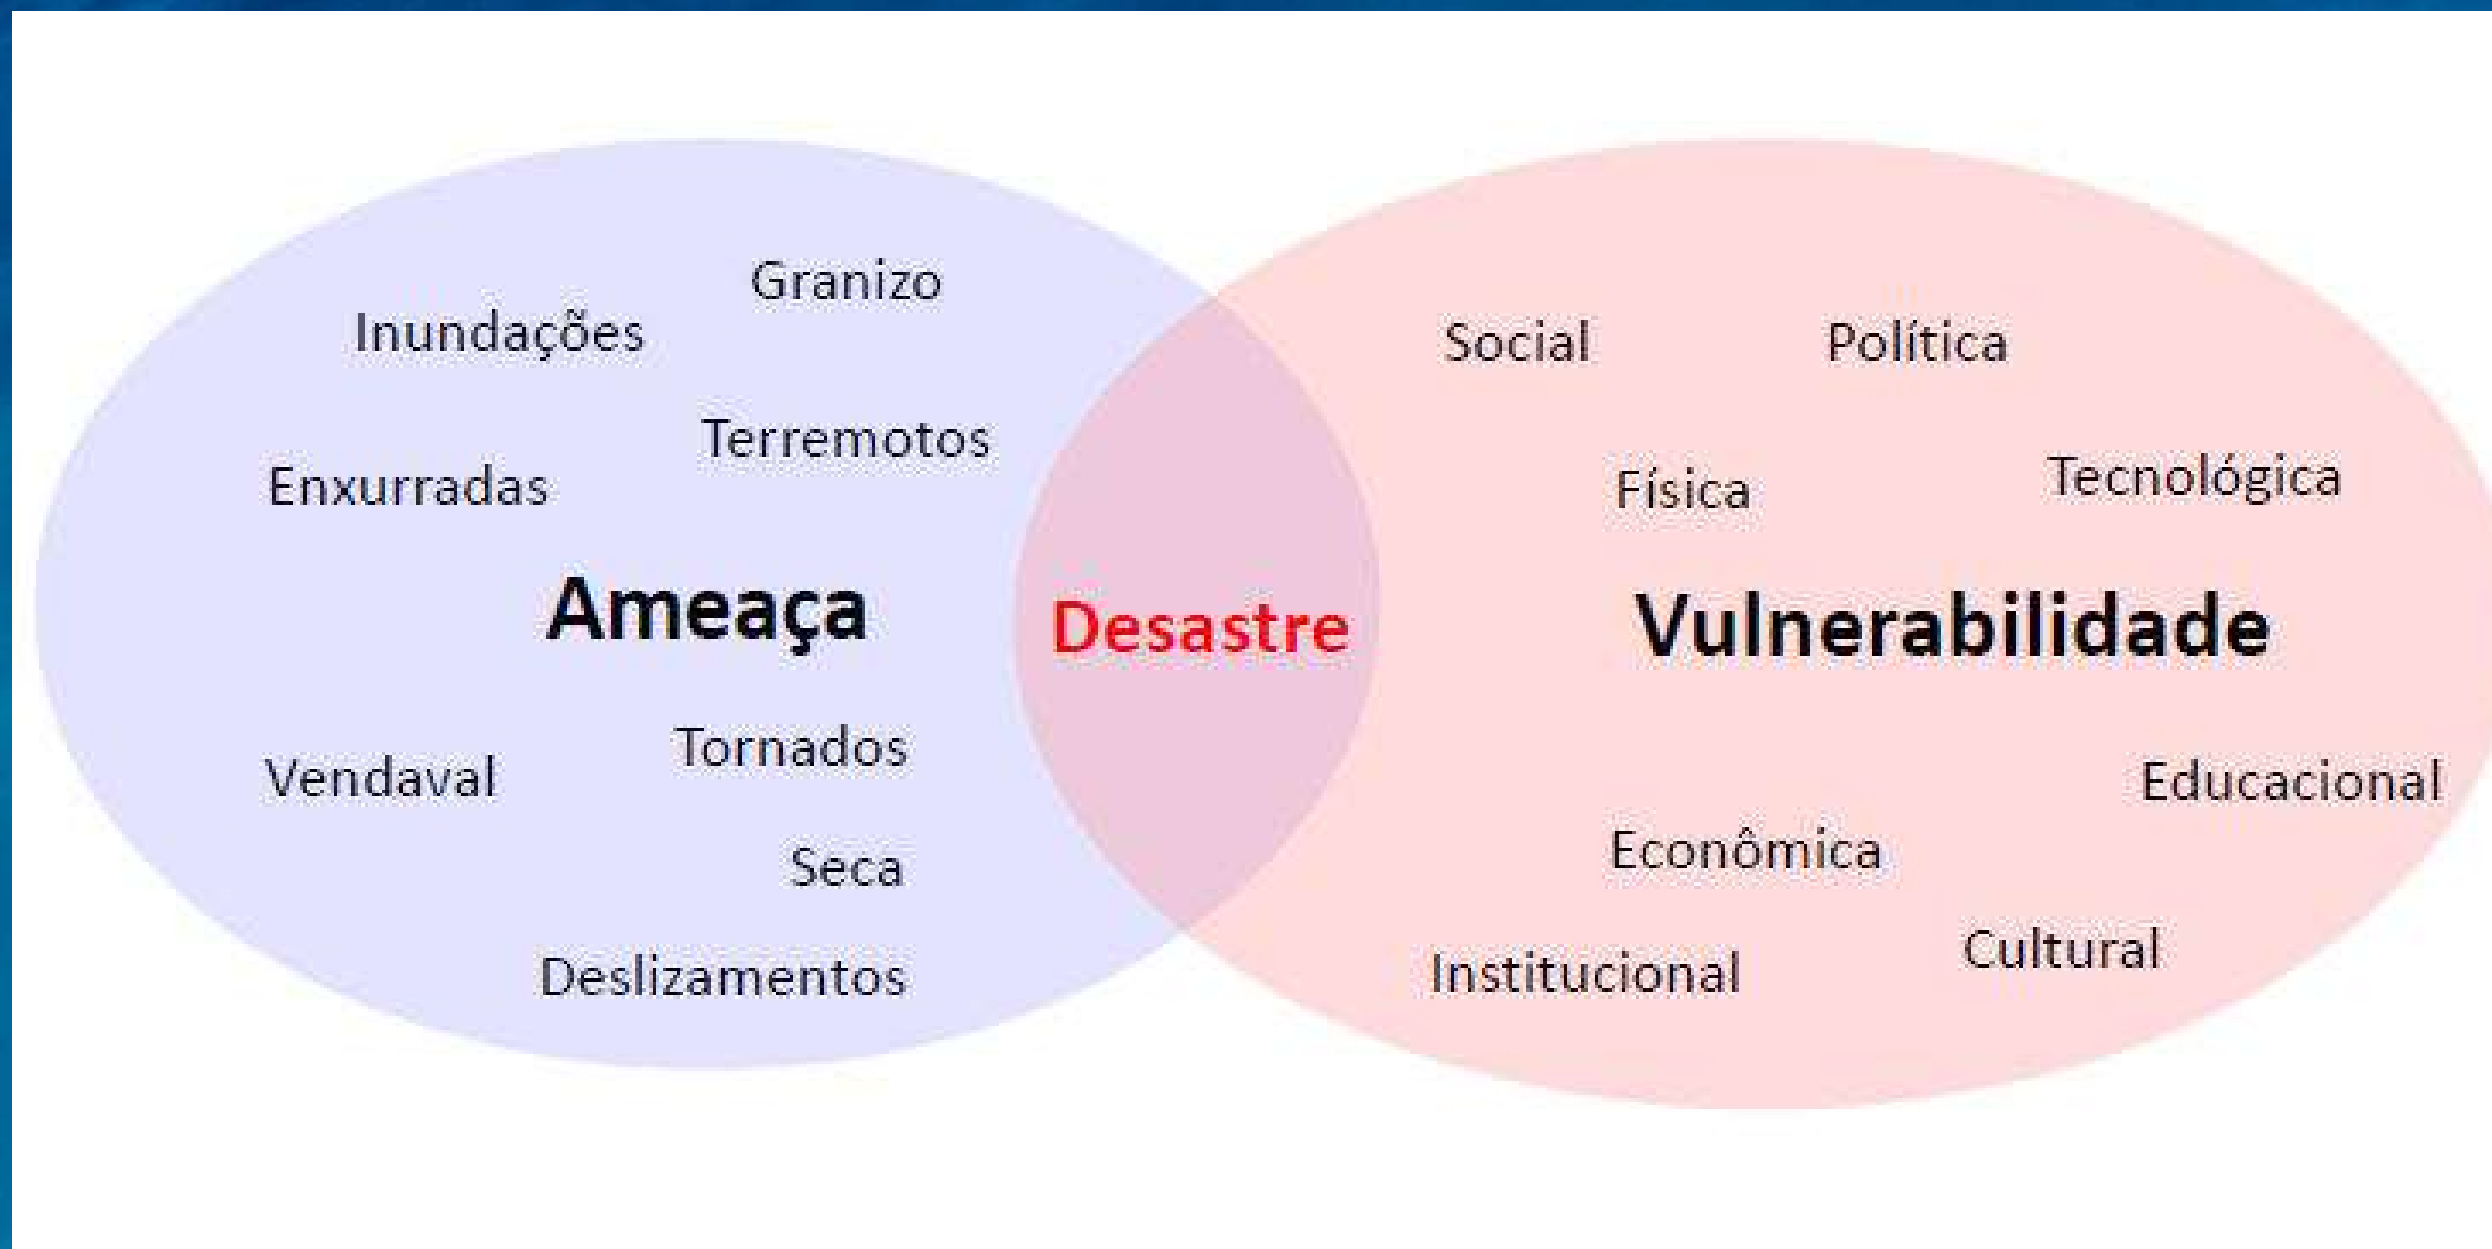 Granizo
Inundações
Terremotos
Enxurradas
Ameaça
Tornados
Vendaval
Seca
Deslizamentos
Desastre
Social
Política
Tecnológica
Física
Vulnerabilidade
Educacional
Econômica
Cultural
Institucional